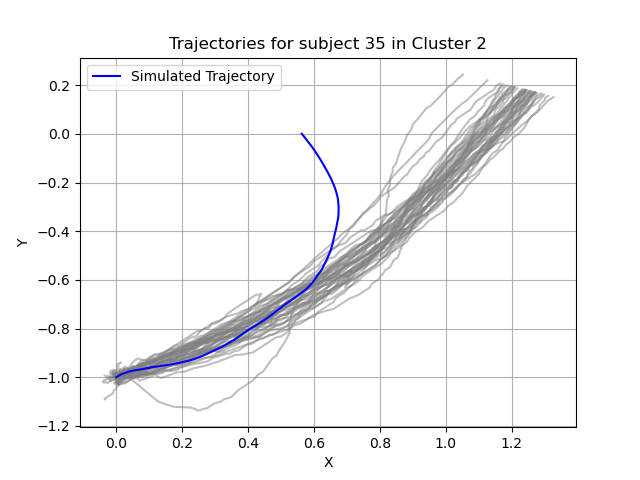 Trajectories for subject 35 in Cluster 2
Simulated Trajectory
0.2
0.0
−0.2
−0.4
−0.6
−0.8
−1.0
−1.2
Y
0.0 0.2 0.4 0.6 0.8 1.0 1.2
X